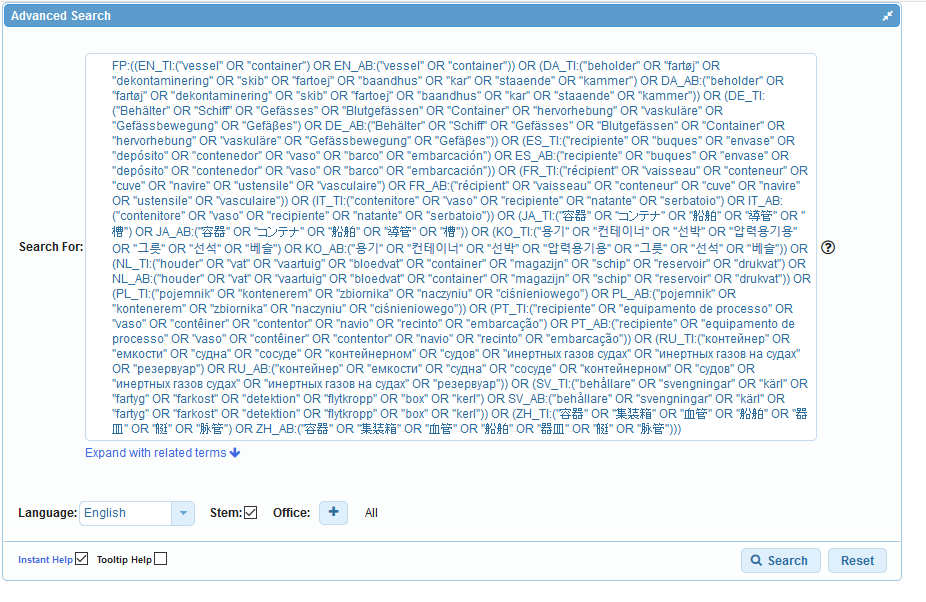 Advanced Search
FP:((EN_TI:("vessel" OR "container") OR EN_AB:("vessel" OR "container")) OR (DA_TI:("beholder" OR "fartøj" OR
"dekontaminering" OR "skib" OR "fartoej" OR "baandhus" OR "kar" OR "staaende" OR "kammer") OR DA_AB:("beholder" OR
"fartøj" OR "dekontaminering" OR "skib" OR "fartoej" OR "baandhus" OR "kar" OR "staaende" OR "kammer")) OR (DE_TI:
("Behälter" OR "Schiff" OR "Gefässes" OR "Blutgefässen" OR "Container" OR "hervorhebung" OR "vaskuläre" OR
"Gefässbewegung" OR "Gefäβes") OR DE_AB:("Behälter" OR "Schiff" OR "Gefässes" OR "Blutgefässen" OR "Container" OR
"hervorhebung" OR "vaskuläre" OR "Gefässbewegung" OR "Gefäβes")) OR (ES_TI:("recipiente" OR "buques" OR "envase" OR
"depósito" OR "contenedor" OR "vaso" OR "barco" OR "embarcación") OR ES_AB:("recipiente" OR "buques" OR "envase" OR
"depósito" OR "contenedor" OR "vaso" OR "barco" OR "embarcación")) OR (FR_TI:("récipient" OR "vaisseau" OR "conteneur" OR
"cuve" OR "navire" OR "ustensile" OR "vasculaire") OR FR_AB:("récipient" OR "vaisseau" OR "conteneur" OR "cuve" OR "navire"
OR "ustensile" OR "vasculaire")) OR (IT_TI:("contenitore" OR "vaso" OR "recipiente" OR "natante" OR "serbatoio") OR IT_AB:
("contenitore" OR "vaso" OR "recipiente" OR "natante" OR "serbatoio")) OR (JA_TI:("容器" OR "コンテナ" OR "船舶" OR "導管" OR "
槽") OR JA_AB:("容器" OR "コンテナ" OR "船舶" OR "導管" OR "槽")) OR (KO_TI:("용기" OR "컨테이너" OR "선박" OR "압력용기용"
OR "그릇" OR "선석" OR "베슬") OR KO_AB:("용기" OR "컨테이너" OR "선박" OR "압력용기용" OR "그릇" OR "선석" OR "베슬")) OR
(NL_TI:("houder" OR "vat" OR "vaartuig" OR "bloedvat" OR "container" OR "magazijn" OR "schip" OR "reservoir" OR "drukvat") OR
NL_AB:("houder" OR "vat" OR "vaartuig" OR "bloedvat" OR "container" OR "magazijn" OR "schip" OR "reservoir" OR "drukvat")) OR
(PL_TI:("pojemnik" OR "kontenerem" OR "zbiornika" OR "naczyniu" OR "ciśnieniowego") OR PL_AB:("pojemnik" OR
"kontenerem" OR "zbiornika" OR "naczyniu" OR "ciśnieniowego")) OR (PT_TI:("recipiente" OR "equipamento de processo" OR
"vaso" OR "contêiner" OR "contentor" OR "navio" OR "recinto" OR "embarcação") OR PT_AB:("recipiente" OR "equipamento de
processo" OR "vaso" OR "contêiner" OR "contentor" OR "navio" OR "recinto" OR "embarcação")) OR (RU_TI:("контейнер" OR
"емкости" OR "судна" OR "сосуде" OR "контейнерном" OR "судов" OR "инертных газов судах" OR "инертных газов на судах"
OR "резервуар") OR RU_AB:("контейнер" OR "емкости" OR "судна" OR "сосуде" OR "контейнерном" OR "судов" OR
"инертных газов судах" OR "инертных газов на судах" OR "резервуар")) OR (SV_TI:("behållare" OR "svengningar" OR "kärl" OR
"fartyg" OR "farkost" OR "detektion" OR "flytkropp" OR "box" OR "kerl") OR SV_AB:("behållare" OR "svengningar" OR "kärl" OR
"fartyg" OR "farkost" OR "detektion" OR "flytkropp" OR "box" OR "kerl")) OR (ZH_TI:("容器" OR "集装箱" OR "血管" OR "船舶" OR "器
皿" OR "艇" OR "脉管") OR ZH_AB:("容器" OR "集装箱" OR "血管" OR "船舶" OR "器皿" OR "艇" OR "脉管")))
Search For:
Expand with related terms
Language: English Stem: Office: + All
Instant Help Tooltip Help Search Reset